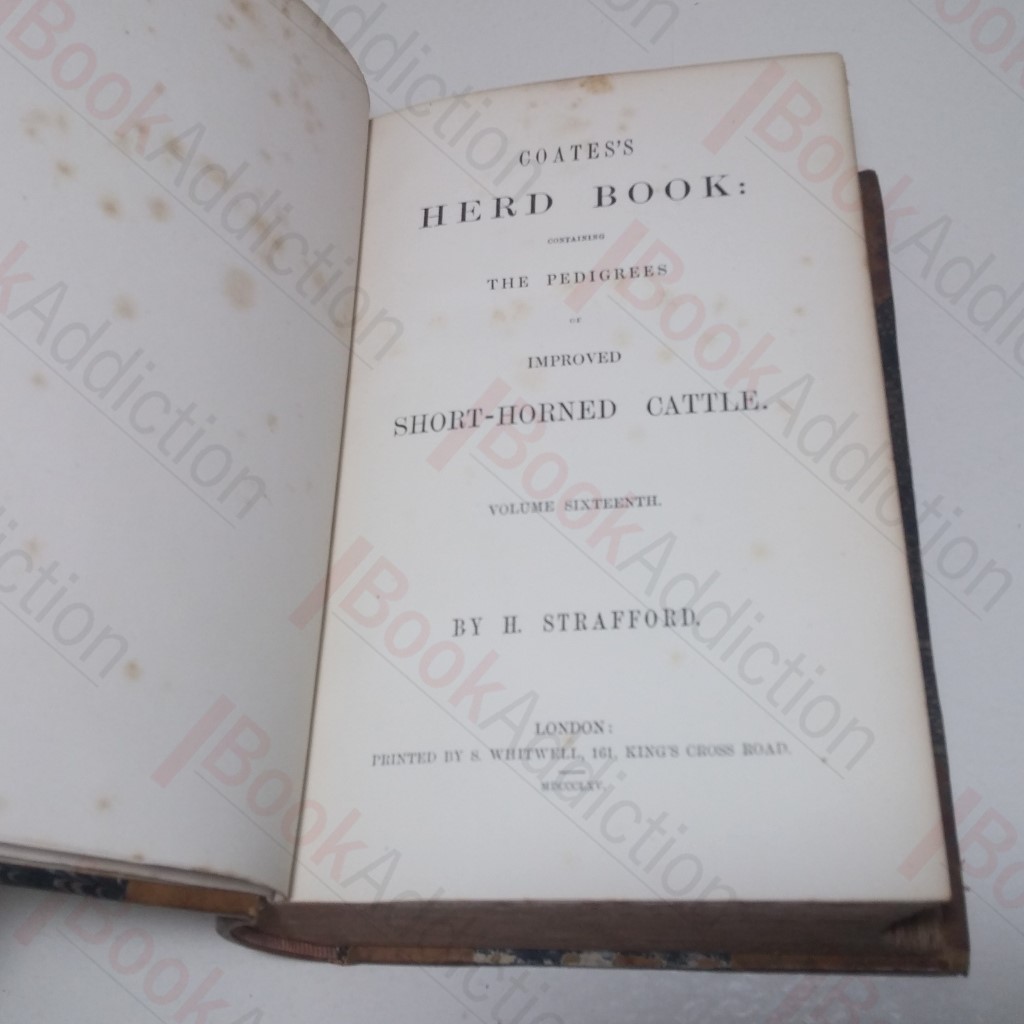 COATES'S
HERD BOOK:
CONTAINING
THE PEDIGREES
OF
IMPROVED
SHORT-HORNED CATTLE.
VOLUME SIXTEENTH.
BY H. STRAFFORD.
LONDON:
PRINTED BY S. WHITWELL, 161, KING'S CROSS ROAD.
MDCCCLXV.
BookAddiction